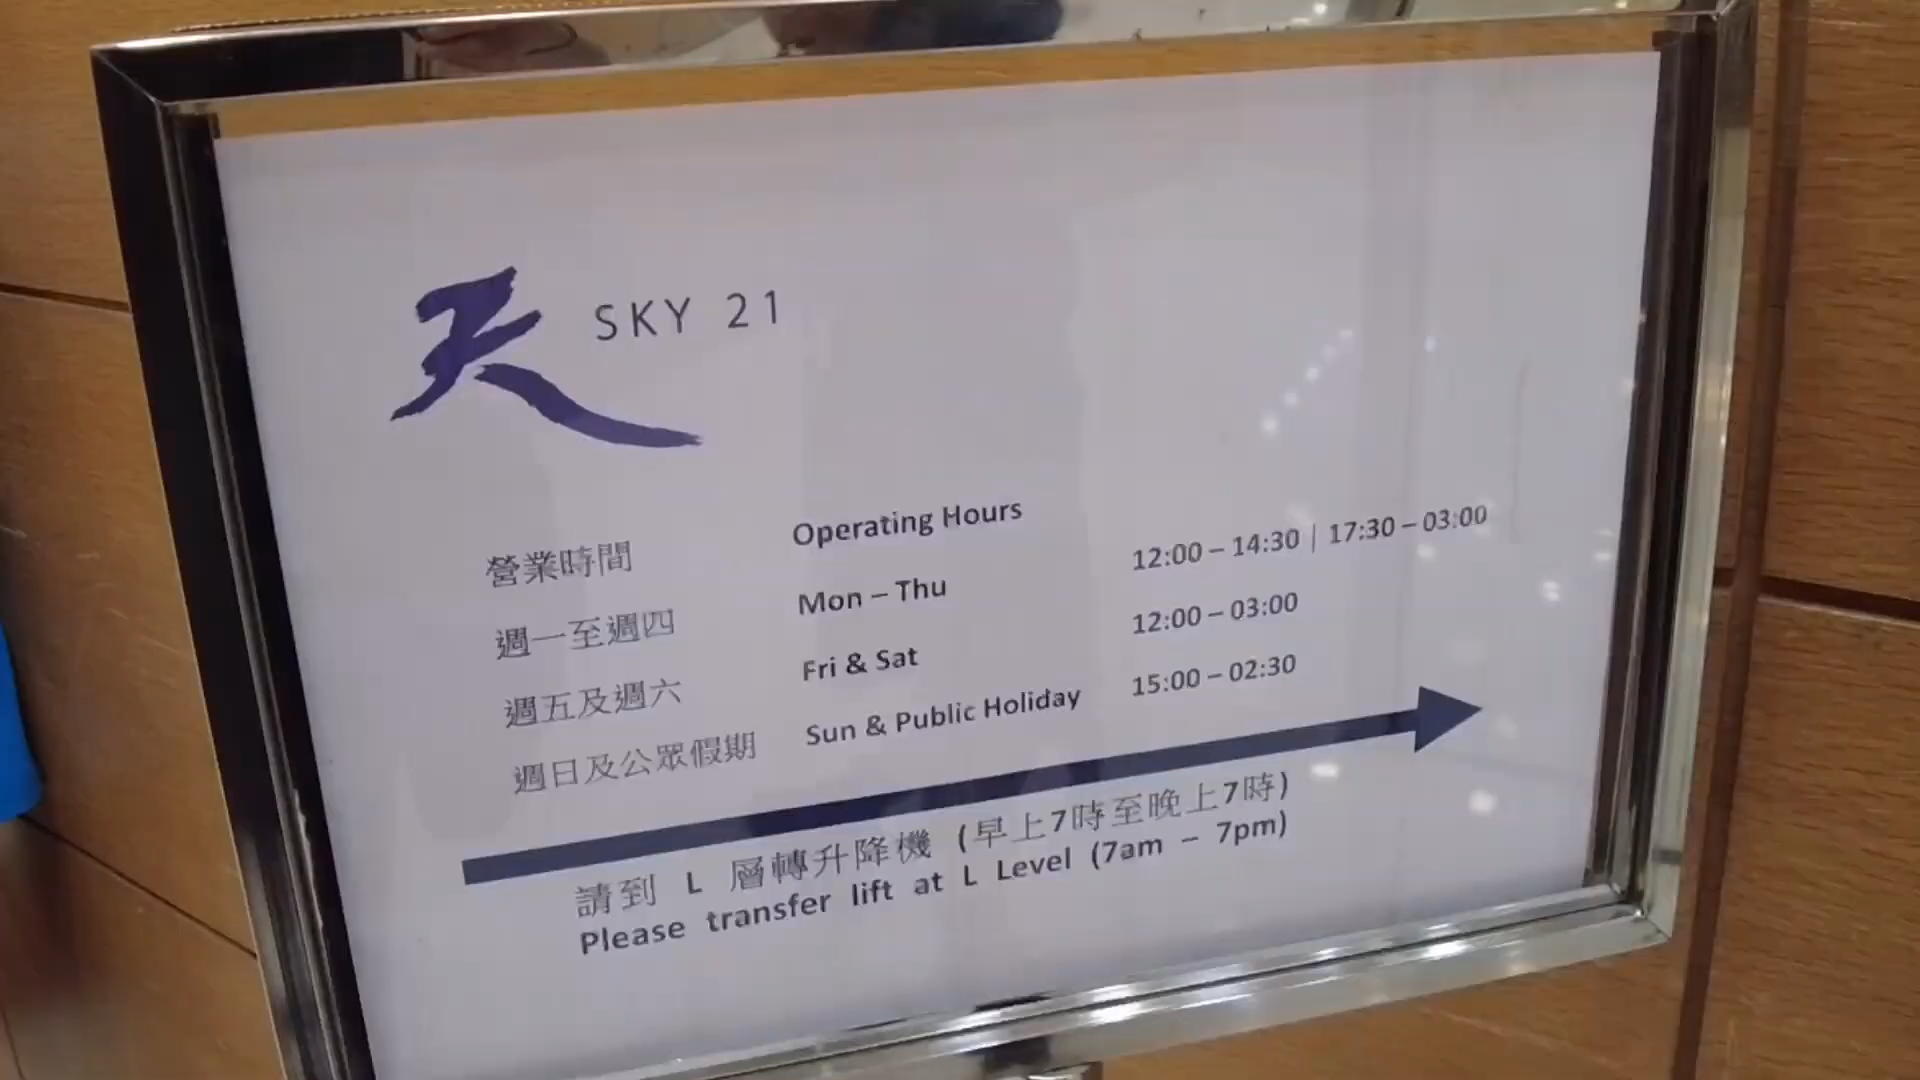 天 SKY 21
營業時間 Operating Hours
週一至週四 Mon – Thu 12:00 – 14:30 | 17:30 – 03:00
週五及週六 Fri & Sat 12:00 – 03:00
週日及公眾假期 Sun & Public Holiday 15:00 – 02:30
請到 L 層轉升降機 (早上7時至晚上7時)
Please transfer lift at L Level (7am – 7pm)